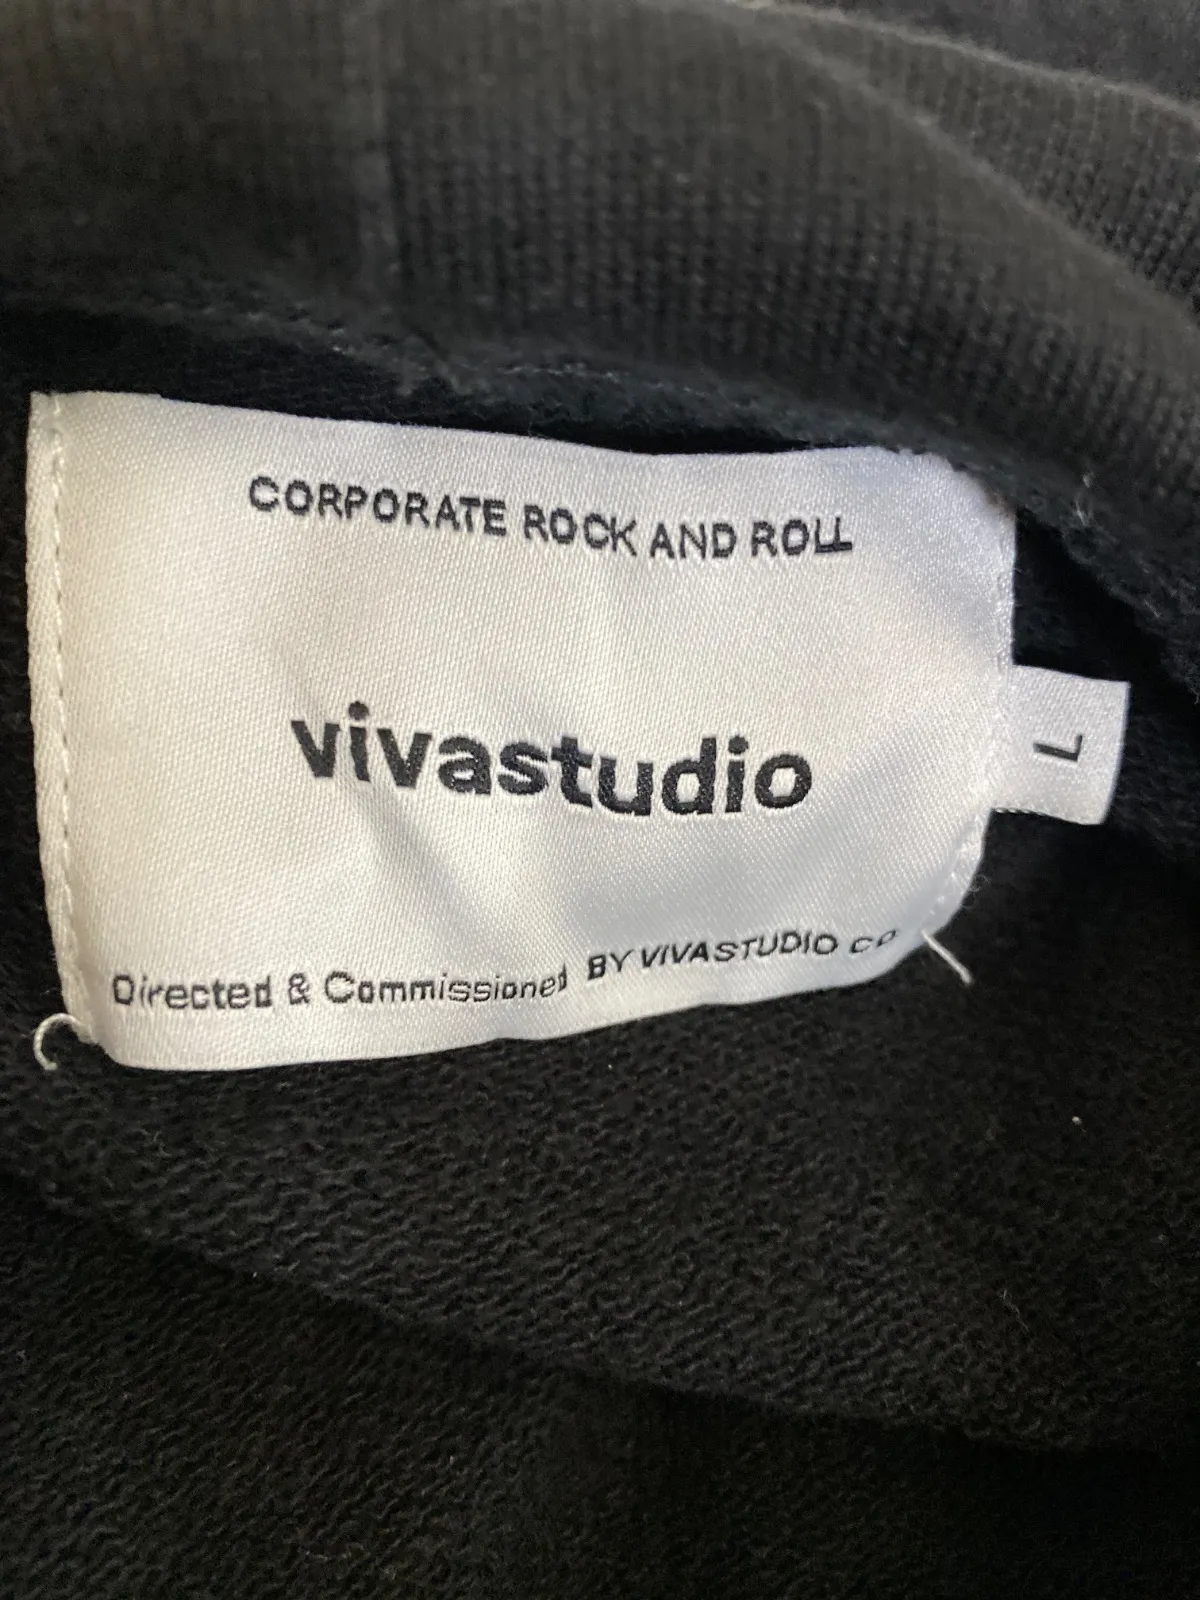 CORPORATE ROCK AND ROLL
vivastudio
L
Directed & Commissioned BY VIVASTUDIO CO